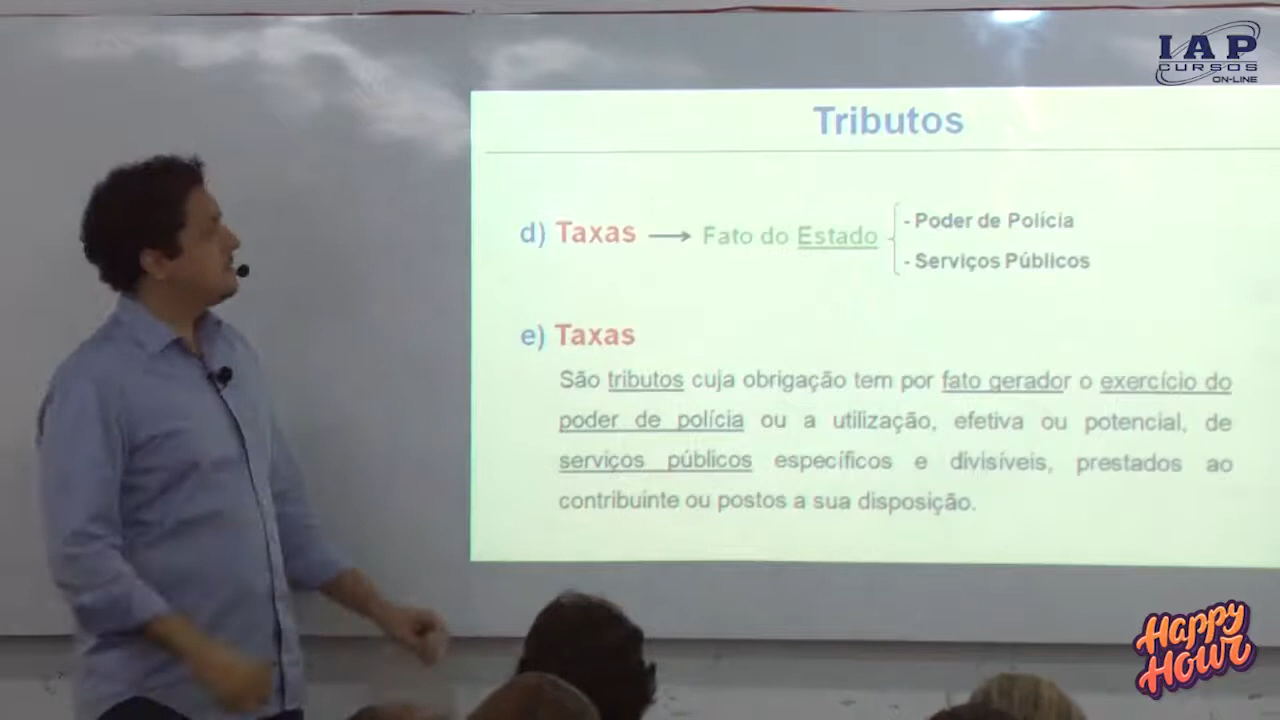 IAP
CURSOS
ON-LINE
Tributos
d) Taxas → Fato do Estado
- Poder de Polícia
- Serviços Públicos
e) Taxas
São tributos cuja obrigação tem por fato gerador o exercício do
poder de polícia ou a utilização, efetiva ou potencial, de
serviços públicos específicos e divisíveis, prestados ao
contribuinte ou postos a sua disposição.
Happy
Hour